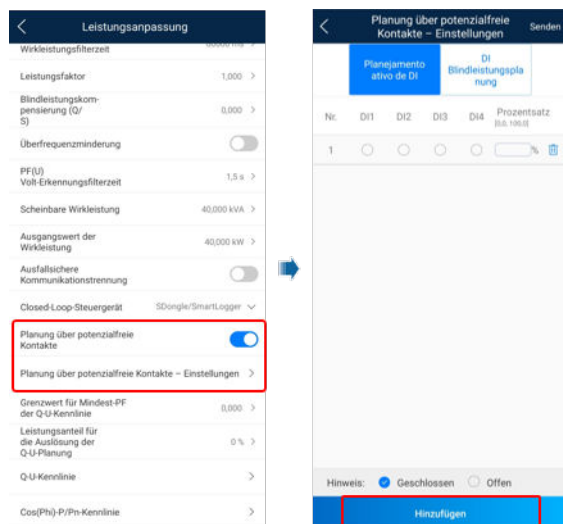 Leistungsanpassung
Wirkleistungsfilterzeit
Leistungsfaktor 1,000
Blindleistungskom-
pensierung (Q/
S) 0,000
Überfrequenzminderung
PF(U)
Volt-Erkennungsfilterzeit 1,5 s
Scheinbare Wirkleistung 40,000 kVA
Ausgangswert der
Wirkleistung 40,000 kW
Ausfallsichere
Kommunikationstrennung
Closed-Loop-Steuergerät SDongle/SmartLogger
Planung über potenzialfreie
Kontakte
Planung über potenzialfreie Kontakte – Einstellungen
Grenzwert für Mindest-PF
der Q-U-Kennlinie 0,000
Leistungsanteil für
die Auslösung der
Q-U-Planung 0 %
Q-U-Kennlinie
Cos(Phi)-P/Pn-Kennlinie
Planung über potenzialfreie
Kontakte – Einstellungen
Senden
Planejamento
ativo de DI
DI
Blindleistungspla
nung
Nr. DI1 DI2 DI3 DI4 Prozentsatz
[0,0, 100,0]
1 %
Hinweis: Geschlossen Offen
Hinzufügen